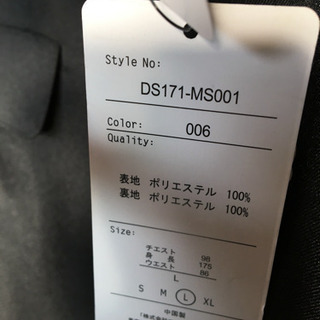 Style No:
DS171-MS001
Color: 006
Quality:
表地 ポリエステル 100%
裏地 ポリエステル 100%
Size:
チエスト 98
身長 175
ウエスト 86
L
S M L XL
中国製